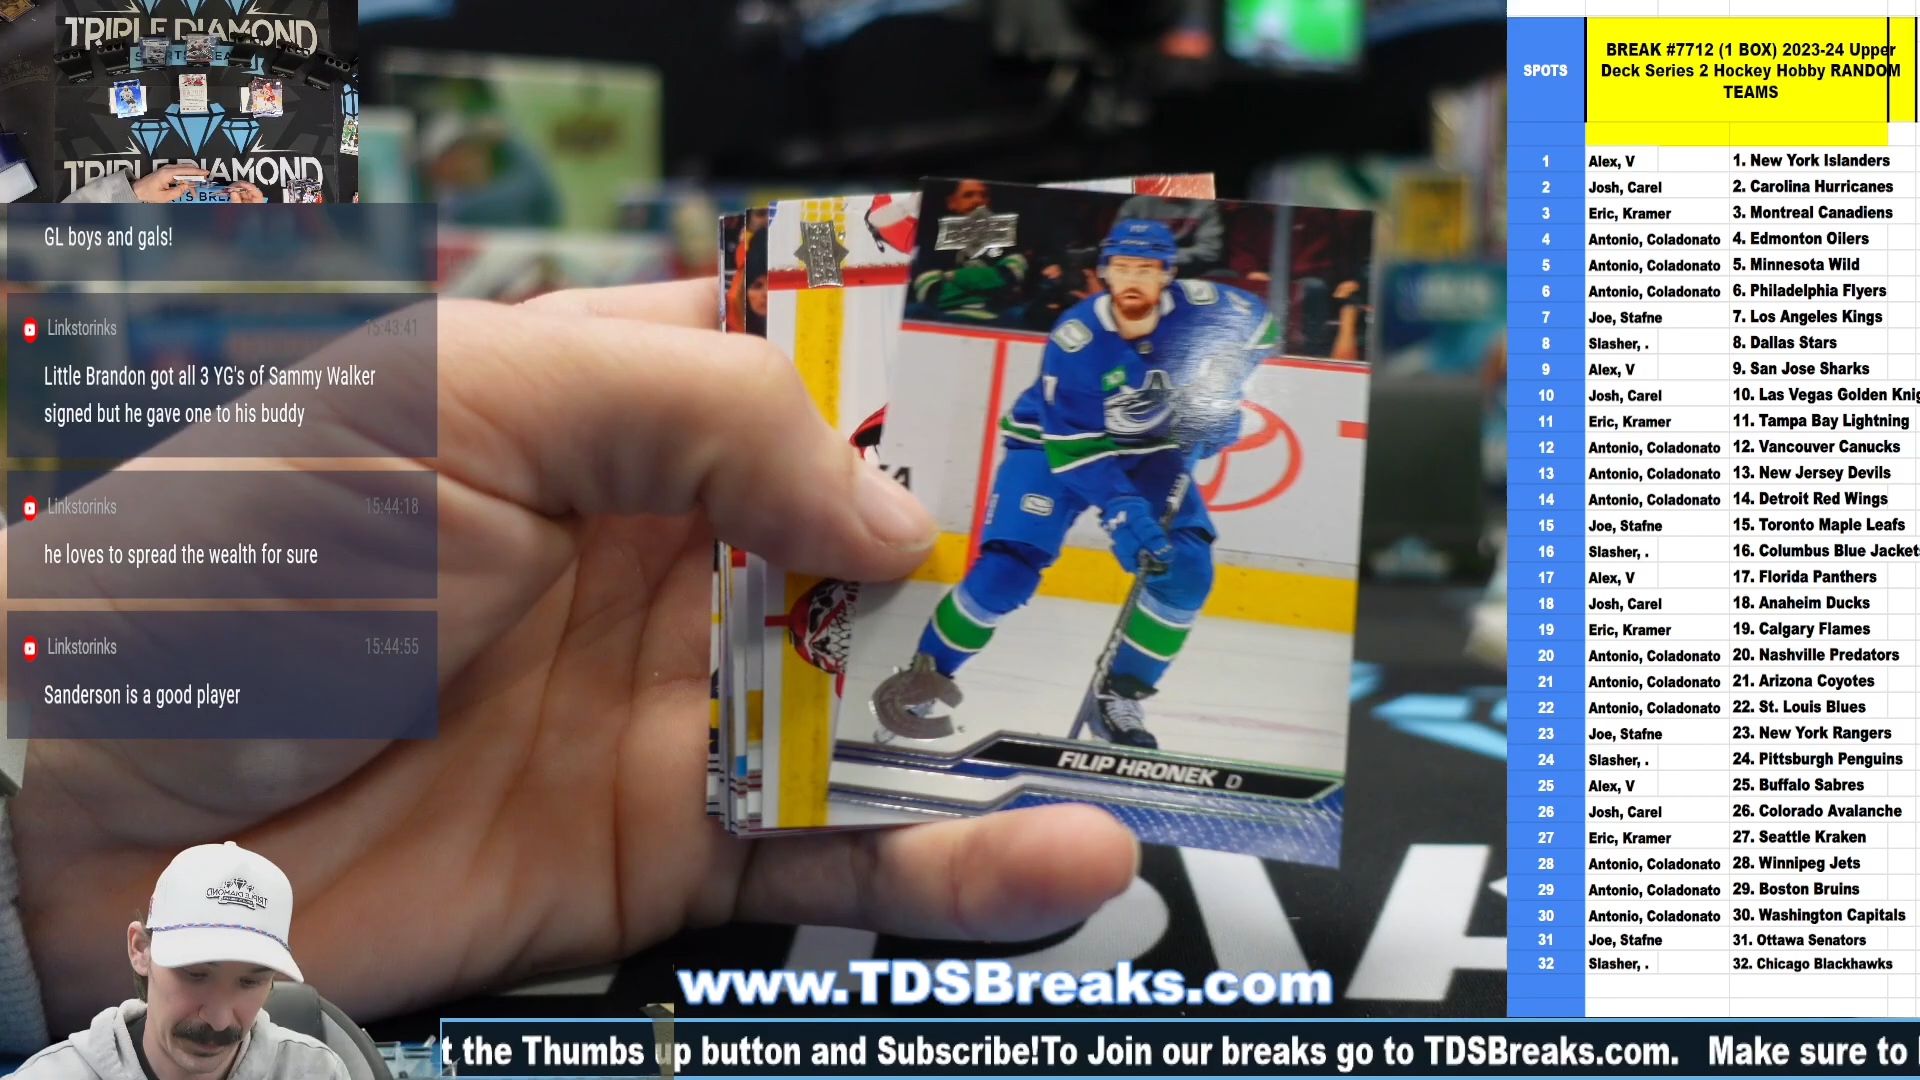 TRIPLE DIAMOND
TRIPLE DIAMOND
GL boys and gals!
Linkstorinks 15:43:41
Little Brandon got all 3 YG's of Sammy Walker
signed but he gave one to his buddy
Linkstorinks 15:44:18
he loves to spread the wealth for sure
Linkstorinks 15:44:55
Sanderson is a good player
FILIP HRONEK D
www.TDSBreaks.com
t the Thumbs up button and Subscribe!To Join our breaks go to TDSBreaks.com. Make sure to
SPOTS
BREAK #7712 (1 BOX) 2023-24 Upper
Deck Series 2 Hockey Hobby RANDOM
TEAMS
1 Alex, V 1. New York Islanders
2 Josh, Carel 2. Carolina Hurricanes
3 Eric, Kramer 3. Montreal Canadiens
4 Antonio, Coladonato 4. Edmonton Oilers
5 Antonio, Coladonato 5. Minnesota Wild
6 Antonio, Coladonato 6. Philadelphia Flyers
7 Joe, Stafne 7. Los Angeles Kings
8 Slasher, . 8. Dallas Stars
9 Alex, V 9. San Jose Sharks
10 Josh, Carel 10. Las Vegas Golden Knig
11 Eric, Kramer 11. Tampa Bay Lightning
12 Antonio, Coladonato 12. Vancouver Canucks
13 Antonio, Coladonato 13. New Jersey Devils
14 Antonio, Coladonato 14. Detroit Red Wings
15 Joe, Stafne 15. Toronto Maple Leafs
16 Slasher, . 16. Columbus Blue Jackets
17 Alex, V 17. Florida Panthers
18 Josh, Carel 18. Anaheim Ducks
19 Eric, Kramer 19. Calgary Flames
20 Antonio, Coladonato 20. Nashville Predators
21 Antonio, Coladonato 21. Arizona Coyotes
22 Antonio, Coladonato 22. St. Louis Blues
23 Joe, Stafne 23. New York Rangers
24 Slasher, . 24. Pittsburgh Penguins
25 Alex, V 25. Buffalo Sabres
26 Josh, Carel 26. Colorado Avalanche
27 Eric, Kramer 27. Seattle Kraken
28 Antonio, Coladonato 28. Winnipeg Jets
29 Antonio, Coladonato 29. Boston Bruins
30 Antonio, Coladonato 30. Washington Capitals
31 Joe, Stafne 31. Ottawa Senators
32 Slasher, . 32. Chicago Blackhawks